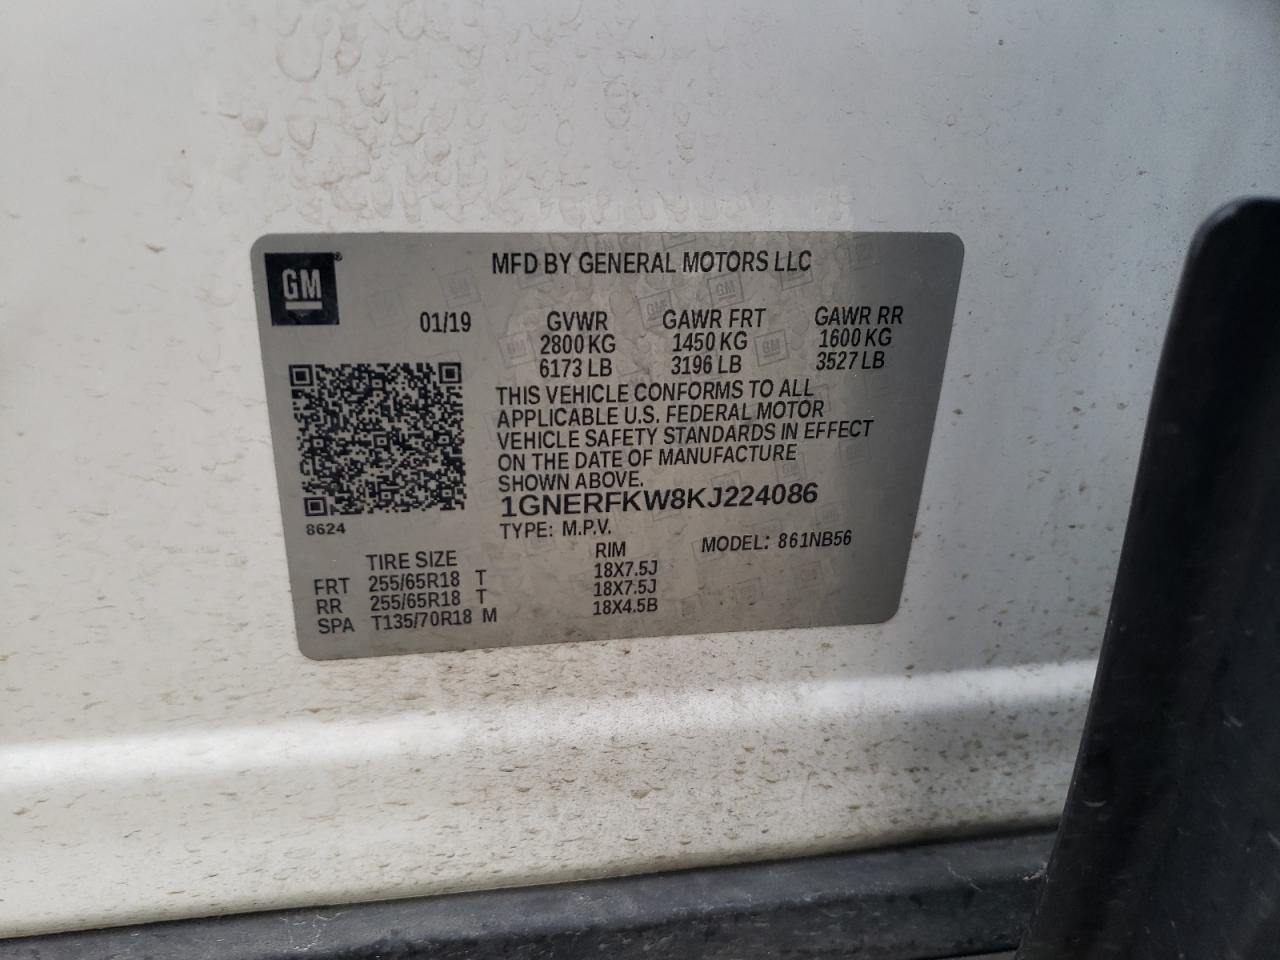 GM
MFD BY GENERAL MOTORS LLC
01/19 GVWR GAWR FRT GAWR RR
2800 KG 1450 KG 1600 KG
6173 LB 3196 LB 3527 LB
THIS VEHICLE CONFORMS TO ALL
APPLICABLE U.S. FEDERAL MOTOR
VEHICLE SAFETY STANDARDS IN EFFECT
ON THE DATE OF MANUFACTURE
SHOWN ABOVE.
1GNERFKW8KJ224086
8624
TYPE: M.P.V. MODEL: 861NB56
TIRE SIZE RIM
FRT 255/65R18 T 18X7.5J
RR 255/65R18 T 18X7.5J
SPA T135/70R18 M 18X4.5B